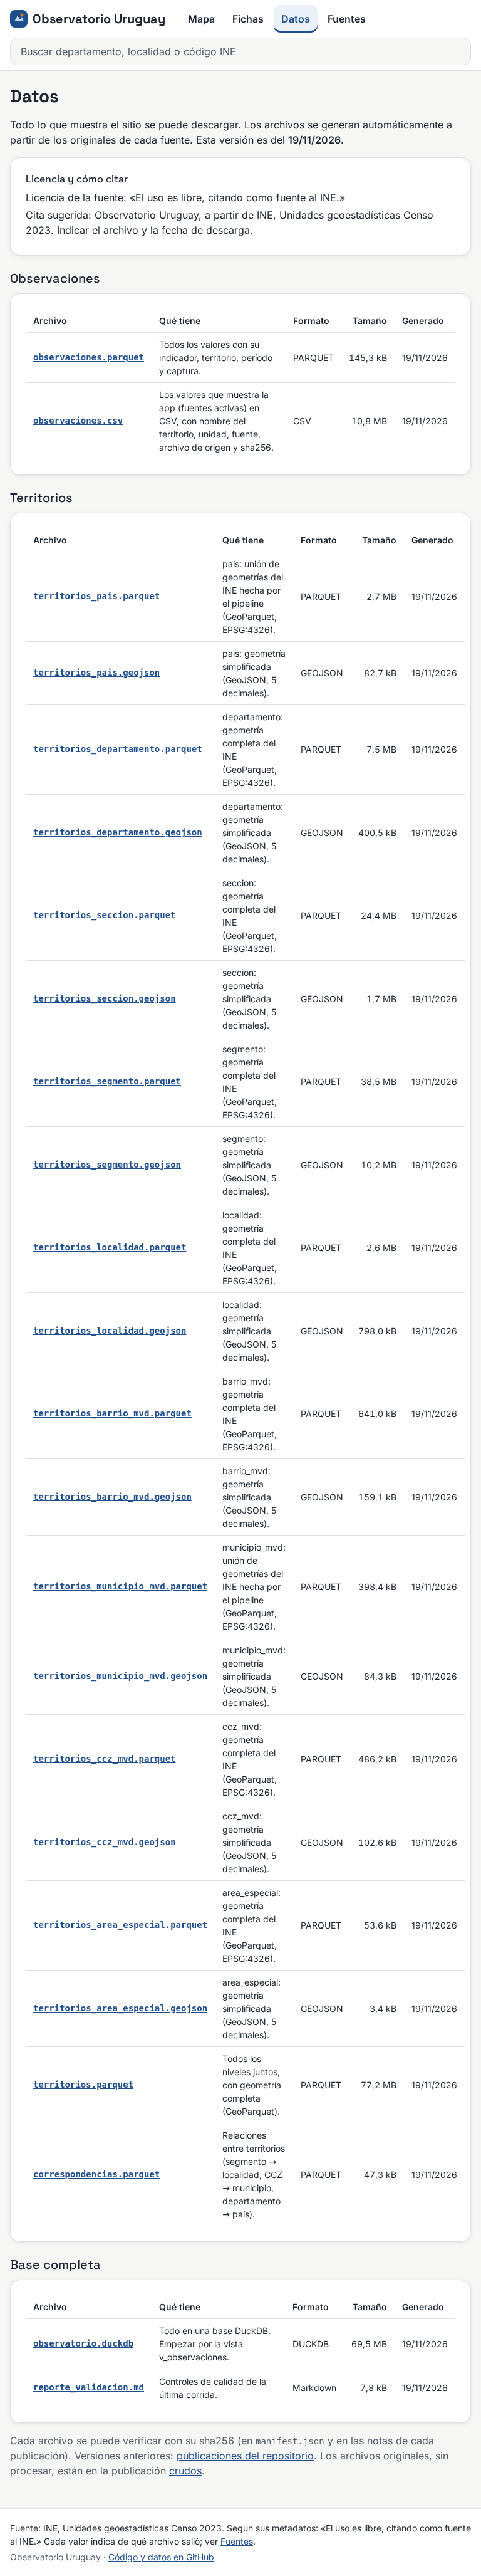 Observatorio Uruguay
Mapa
Fichas
Datos
Fuentes
Buscar departamento, localidad o código INE
Datos
Todo lo que muestra el sitio se puede descargar. Los archivos se generan automáticamente a
partir de los originales de cada fuente. Esta versión es del 19/11/2026.
Licencia y cómo citar
Licencia de la fuente: «El uso es libre, citando como fuente al INE.»
Cita sugerida: Observatorio Uruguay, a partir de INE, Unidades geoestadísticas Censo
2023. Indicar el archivo y la fecha de descarga.
Observaciones
Archivo Qué tiene Formato Tamaño Generado
observaciones.parquet
Todos los valores con su
indicador, territorio, período
y captura.
PARQUET 145,3 kB 19/11/2026
observaciones.csv
Los valores que muestra la
app (fuentes activas) en
CSV, con nombre del
territorio, unidad, fuente,
archivo de origen y sha256.
CSV 10,8 MB 19/11/2026
Territorios
Archivo Qué tiene Formato Tamaño Generado
territorios_pais.parquet
pais: unión de
geometrías del
INE hecha por
el pipeline
(GeoParquet,
EPSG:4326).
PARQUET 2,7 MB 19/11/2026
territorios_pais.geojson
pais: geometría
simplificada
(GeoJSON, 5
decimales).
GEOJSON 82,7 kB 19/11/2026
territorios_departamento.parquet
departamento:
geometría
completa del
INE
(GeoParquet,
EPSG:4326).
PARQUET 7,5 MB 19/11/2026
territorios_departamento.geojson
departamento:
geometría
simplificada
(GeoJSON, 5
decimales).
GEOJSON 400,5 kB 19/11/2026
territorios_seccion.parquet
seccion:
geometría
completa del
INE
(GeoParquet,
EPSG:4326).
PARQUET 24,4 MB 19/11/2026
territorios_seccion.geojson
seccion:
geometría
simplificada
(GeoJSON, 5
decimales).
GEOJSON 1,7 MB 19/11/2026
territorios_segmento.parquet
segmento:
geometría
completa del
INE
(GeoParquet,
EPSG:4326).
PARQUET 38,5 MB 19/11/2026
territorios_segmento.geojson
segmento:
geometría
simplificada
(GeoJSON, 5
decimales).
GEOJSON 10,2 MB 19/11/2026
territorios_localidad.parquet
localidad:
geometría
completa del
INE
(GeoParquet,
EPSG:4326).
PARQUET 2,6 MB 19/11/2026
territorios_localidad.geojson
localidad:
geometría
simplificada
(GeoJSON, 5
decimales).
GEOJSON 798,0 kB 19/11/2026
territorios_barrio_mvd.parquet
barrio_mvd:
geometría
completa del
INE
(GeoParquet,
EPSG:4326).
PARQUET 641,0 kB 19/11/2026
territorios_barrio_mvd.geojson
barrio_mvd:
geometría
simplificada
(GeoJSON, 5
decimales).
GEOJSON 159,1 kB 19/11/2026
territorios_municipio_mvd.parquet
municipio_mvd:
unión de
geometrías del
INE hecha por
el pipeline
(GeoParquet,
EPSG:4326).
PARQUET 398,4 kB 19/11/2026
territorios_municipio_mvd.geojson
municipio_mvd:
geometría
simplificada
(GeoJSON, 5
decimales).
GEOJSON 84,3 kB 19/11/2026
territorios_ccz_mvd.parquet
ccz_mvd:
geometría
completa del
INE
(GeoParquet,
EPSG:4326).
PARQUET 486,2 kB 19/11/2026
territorios_ccz_mvd.geojson
ccz_mvd:
geometría
simplificada
(GeoJSON, 5
decimales).
GEOJSON 102,6 kB 19/11/2026
territorios_area_especial.parquet
area_especial:
geometría
completa del
INE
(GeoParquet,
EPSG:4326).
PARQUET 53,6 kB 19/11/2026
territorios_area_especial.geojson
area_especial:
geometría
simplificada
(GeoJSON, 5
decimales).
GEOJSON 3,4 kB 19/11/2026
territorios.parquet
Todos los
niveles juntos,
con geometría
completa
(GeoParquet).
PARQUET 77,2 MB 19/11/2026
correspondencias.parquet
Relaciones
entre territorios
(segmento →
localidad, CCZ
→ municipio,
departamento
→ país).
PARQUET 47,3 kB 19/11/2026
Base completa
Archivo Qué tiene Formato Tamaño Generado
observatorio.duckdb
Todo en una base DuckDB.
Empezar por la vista
v_observaciones.
DUCKDB 69,5 MB 19/11/2026
reporte_validacion.md
Controles de calidad de la
última corrida.
Markdown 7,8 kB 19/11/2026
Cada archivo se puede verificar con su sha256 (en manifest.json y en las notas de cada
publicación). Versiones anteriores: publicaciones del repositorio. Los archivos originales, sin
procesar, están en la publicación crudos.
Fuente: INE, Unidades geoestadísticas Censo 2023. Según sus metadatos: «El uso es libre, citando como fuente
al INE.» Cada valor indica de qué archivo salió; ver Fuentes.
Observatorio Uruguay · Código y datos en GitHub